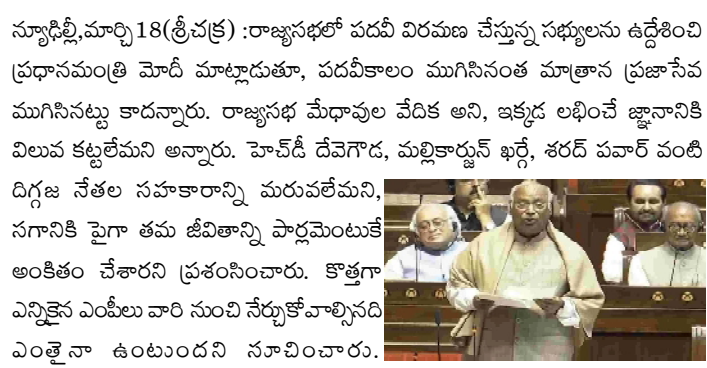 న్యూఢిల్లీ,మార్చి18(శ్రీచక్ర) :రాజ్యసభలో పదవీ విరమణ చేస్తున్న సభ్యులను ఉద్దేశించి
ప్రధానమంత్రి మోదీ మాట్లాడుతూ, పదవీకాలం ముగిసినంత మాత్రాన ప్రజాసేవ
ముగిసినట్టు కాదన్నారు. రాజ్యసభ మేధావుల వేదిక అని, ఇక్కడ లభించే జ్ఞానానికి
విలువ కట్టలేమని అన్నారు. హెచ్‌డీ దేవెగౌడ, మల్లికార్జున్ ఖర్గే, శరద్ పవార్ వంటి
దిగ్గజ నేతల సహకారాన్ని మరువలేమని,
సగానికి పైగా తమ జీవితాన్ని పార్లమెంటుకే
అంకితం చేశారని ప్రశంసించారు. కొత్తగా
ఎన్నికైన ఎంపీలు వారి నుంచి నేర్చుకోవాల్సినది
ఎంతైనా ఉంటుందని సూచించారు.